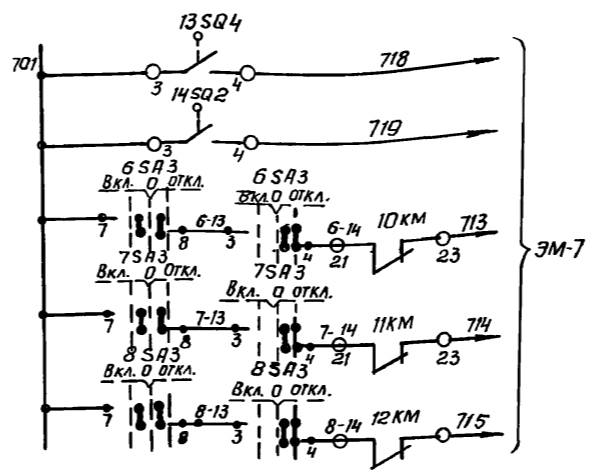 13SQ4
701
3 4 718
14SQ2
3 4 719
6SA3
Вкл. 0 Откл.
6SA3
Вкл. 0 Откл.
7 8 6-13 3 4 6-14 21 10КМ 23 713
ЭМ-7
7SA3
Вкл. 0 Откл.
7SA3
Вкл. 0 Откл.
7 8 7-13 3 4 7-14 21 11КМ 23 714
8SA3
Вкл. 0 Откл.
8SA3
Вкл. 0 Откл.
7 8 8-13 3 4 8-14 21 12КМ 23 715